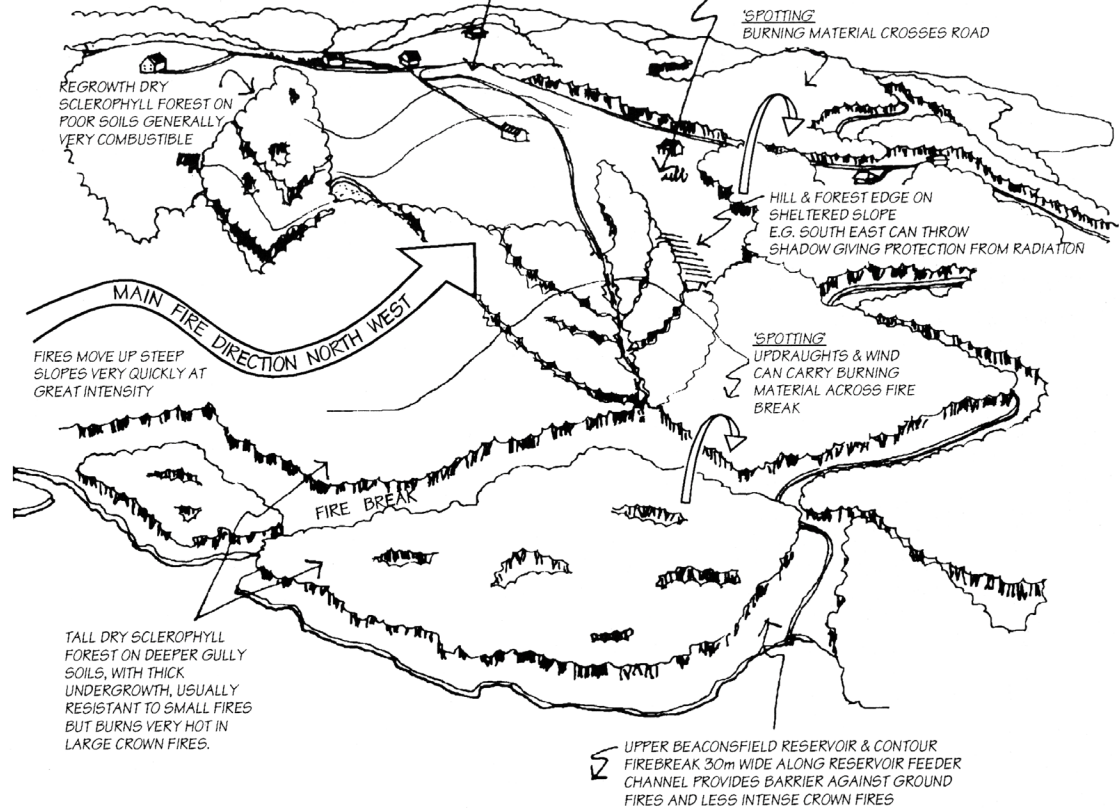 'SPOTTING'
BURNING MATERIAL CROSSES ROAD
REGROWTH DRY
SCLEROPHYLL FOREST ON
POOR SOILS GENERALLY
VERY COMBUSTIBLE
HILL & FOREST EDGE ON
SHELTERED SLOPE
E.G. SOUTH EAST CAN THROW
SHADOW GIVING PROTECTION FROM RADIATION
MAIN FIRE DIRECTION NORTH WEST
FIRES MOVE UP STEEP
SLOPES VERY QUICKLY AT
GREAT INTENSITY
'SPOTTING'
UPDRAUGHTS & WIND
CAN CARRY BURNING
MATERIAL ACROSS FIRE
BREAK
FIRE BREAK
TALL DRY SCLEROPHYLL
FOREST ON DEEPER GULLY
SOILS, WITH THICK
UNDERGROWTH, USUALLY
RESISTANT TO SMALL FIRES
BUT BURNS VERY HOT IN
LARGE CROWN FIRES.
UPPER BEACONSFIELD RESERVOIR & CONTOUR
FIREBREAK 30m WIDE ALONG RESERVOIR FEEDER
CHANNEL PROVIDES BARRIER AGAINST GROUND
FIRES AND LESS INTENSE CROWN FIRES